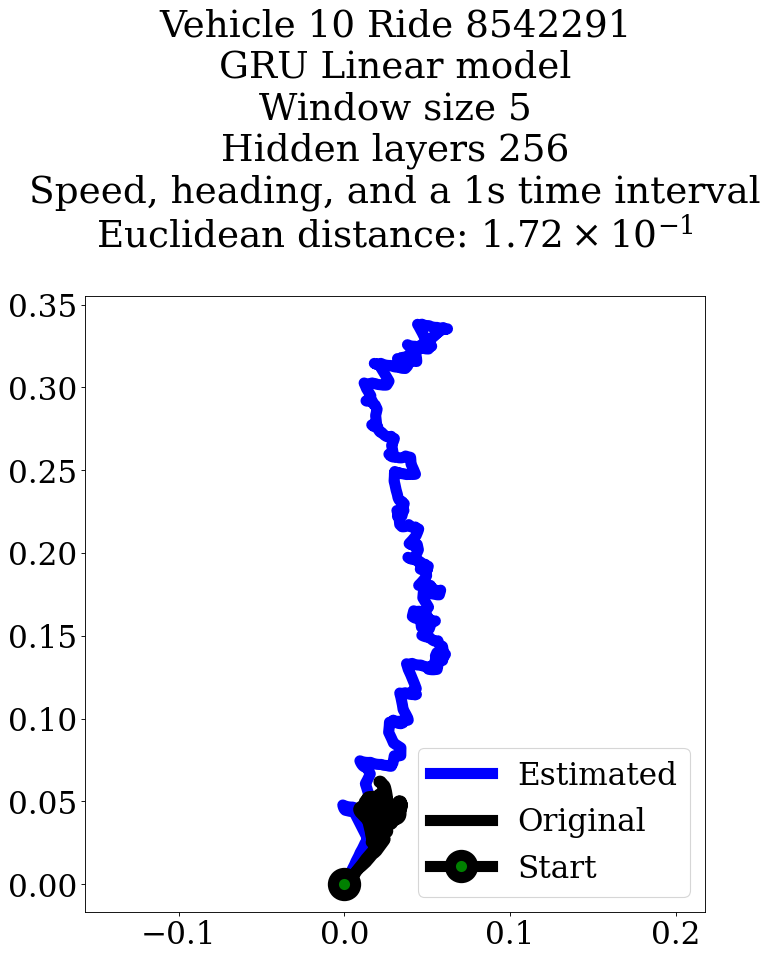 Vehicle 10 Ride 8542291
GRU Linear model
Window size 5
Hidden layers 256
Speed, heading, and a 1s time interval
Euclidean distance: 1.72 × 10⁻¹
0.35
0.30
0.25
0.20
0.15
0.10
0.05
0.00
Estimated
Original
Start
−0.1
0.0
0.1
0.2